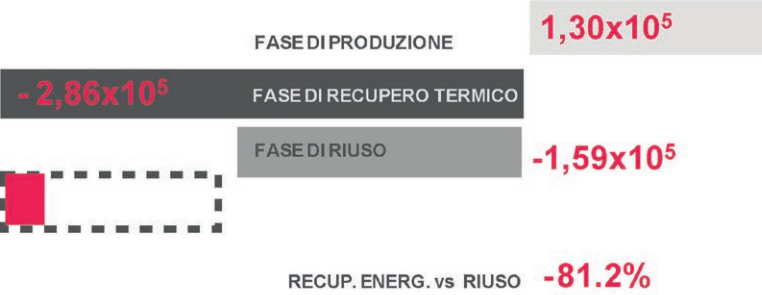 FASE DI PRODUZIONE 1,30x10⁵
- 2,86x10⁵ FASE DI RECUPERO TERMICO
FASE DI RIUSO -1,59x10⁵
RECUP. ENERG. vs RIUSO -81.2%